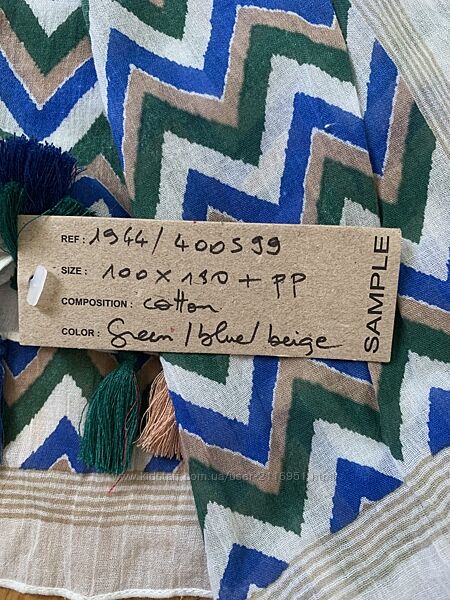 REF : 1944 / 400599
SIZE : 100 x 190 + PP
COMPOSITION : cotton
COLOR : Green / blue / beige
SAMPLE